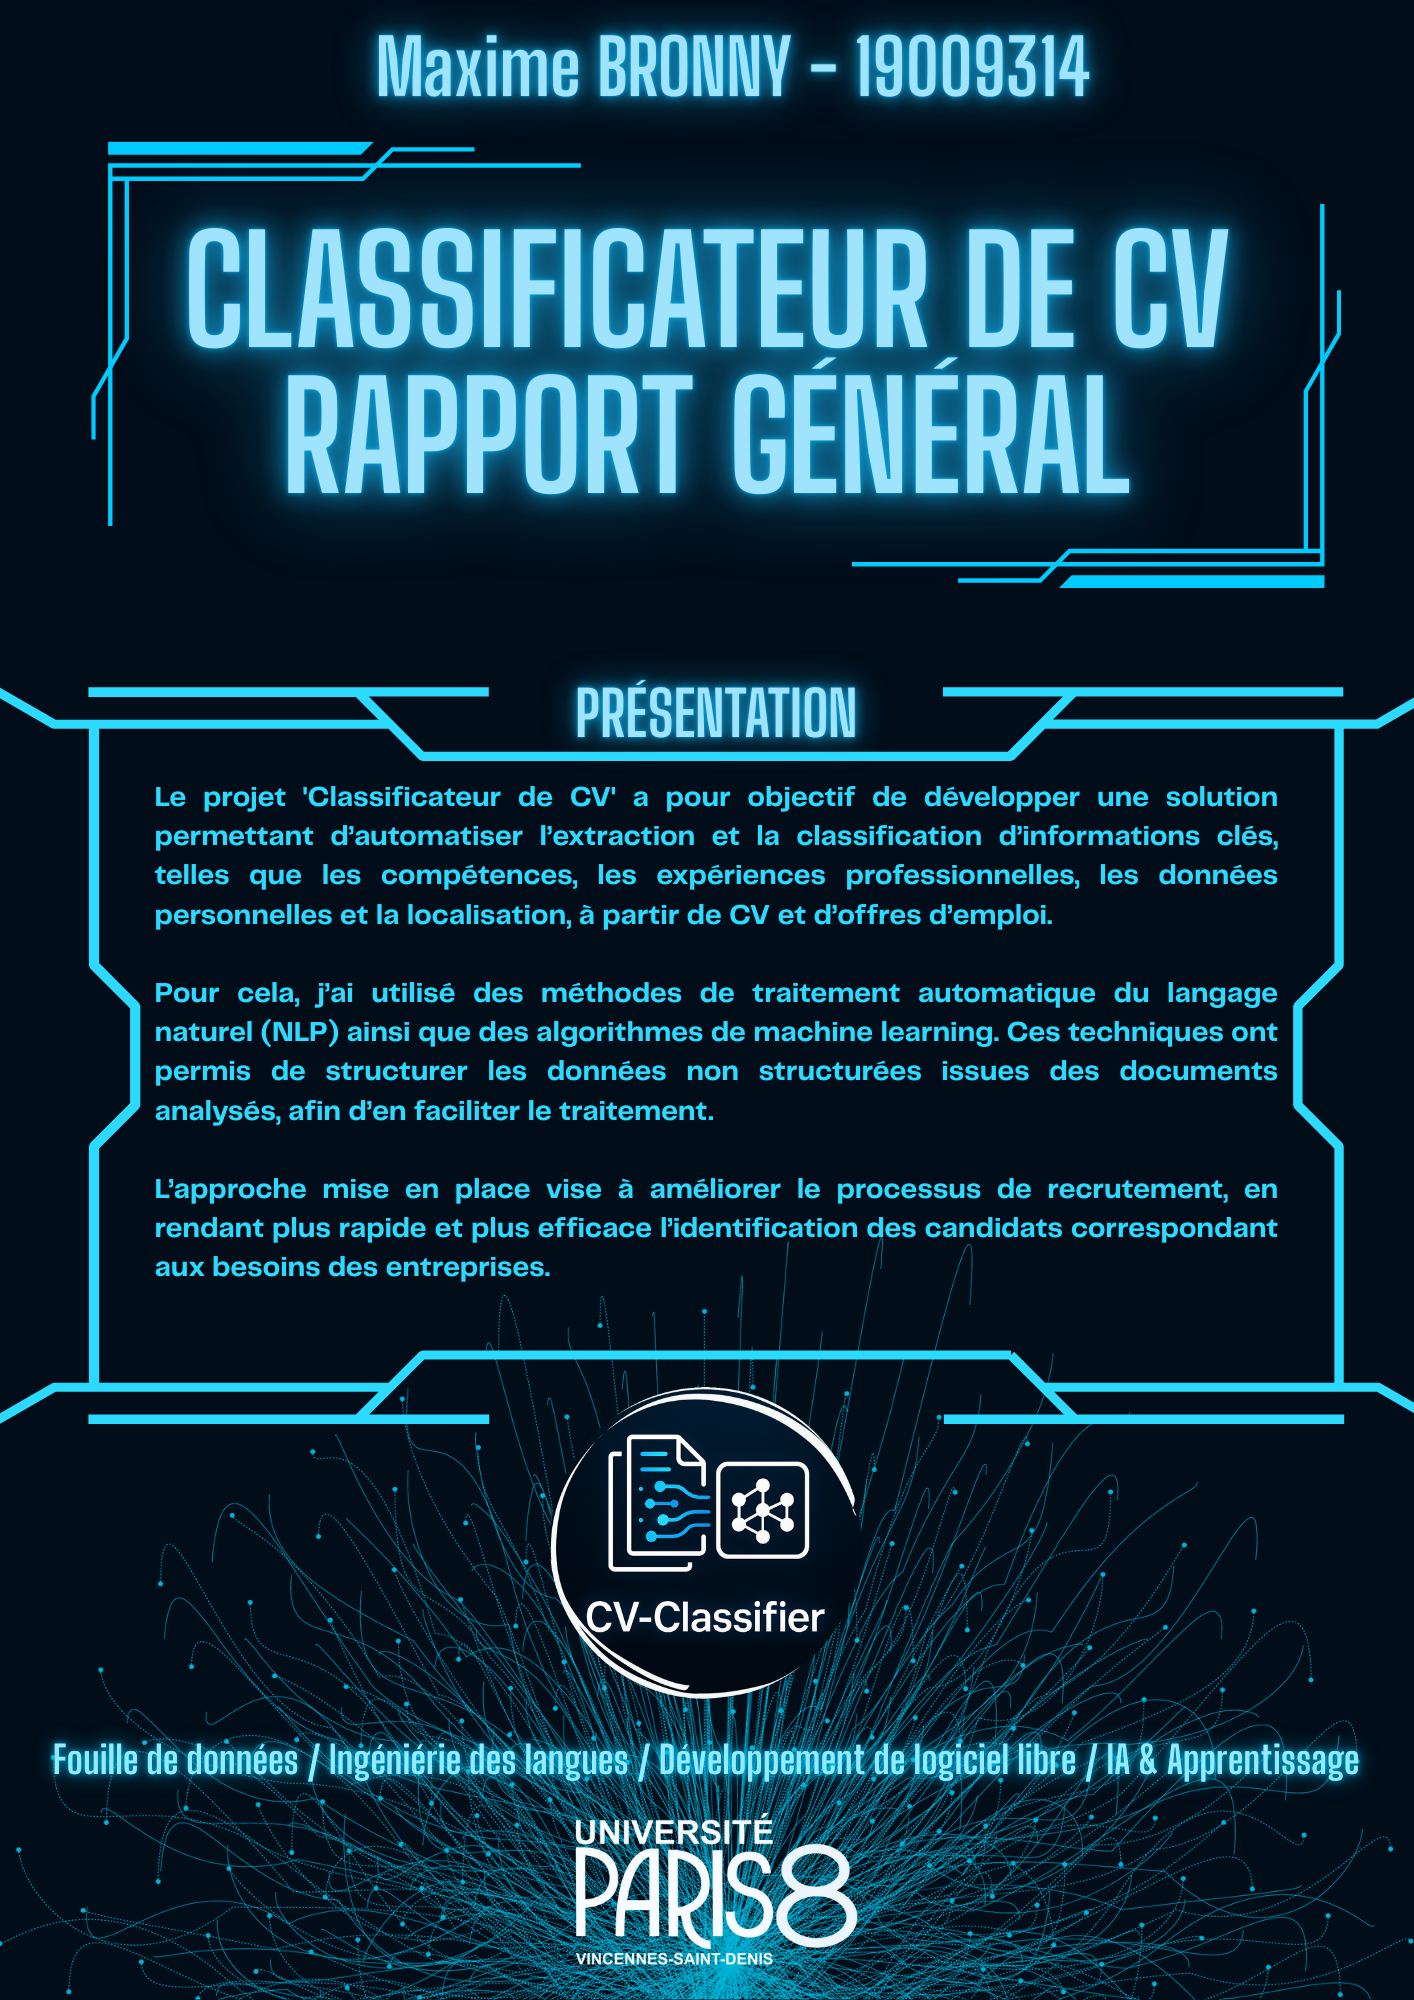 Maxime BRONNY - 19009314
CLASSIFICATEUR DE CV
RAPPORT GÉNÉRAL
PRÉSENTATION
Le projet 'Classificateur de CV' a pour objectif de développer une solution
permettant d’automatiser l’extraction et la classification d’informations clés,
telles que les compétences, les expériences professionnelles, les données
personnelles et la localisation, à partir de CV et d’offres d’emploi.
Pour cela, j’ai utilisé des méthodes de traitement automatique du langage
naturel (NLP) ainsi que des algorithmes de machine learning. Ces techniques ont
permis de structurer les données non structurées issues des documents
analysés, afin d’en faciliter le traitement.
L’approche mise en place vise à améliorer le processus de recrutement, en
rendant plus rapide et plus efficace l’identification des candidats correspondant
aux besoins des entreprises.
CV-Classifier
Fouille de données / Ingéniérie des langues / Développement de logiciel libre / IA & Apprentissage
UNIVERSITÉ
PARIS 8
VINCENNES-SAINT-DENIS